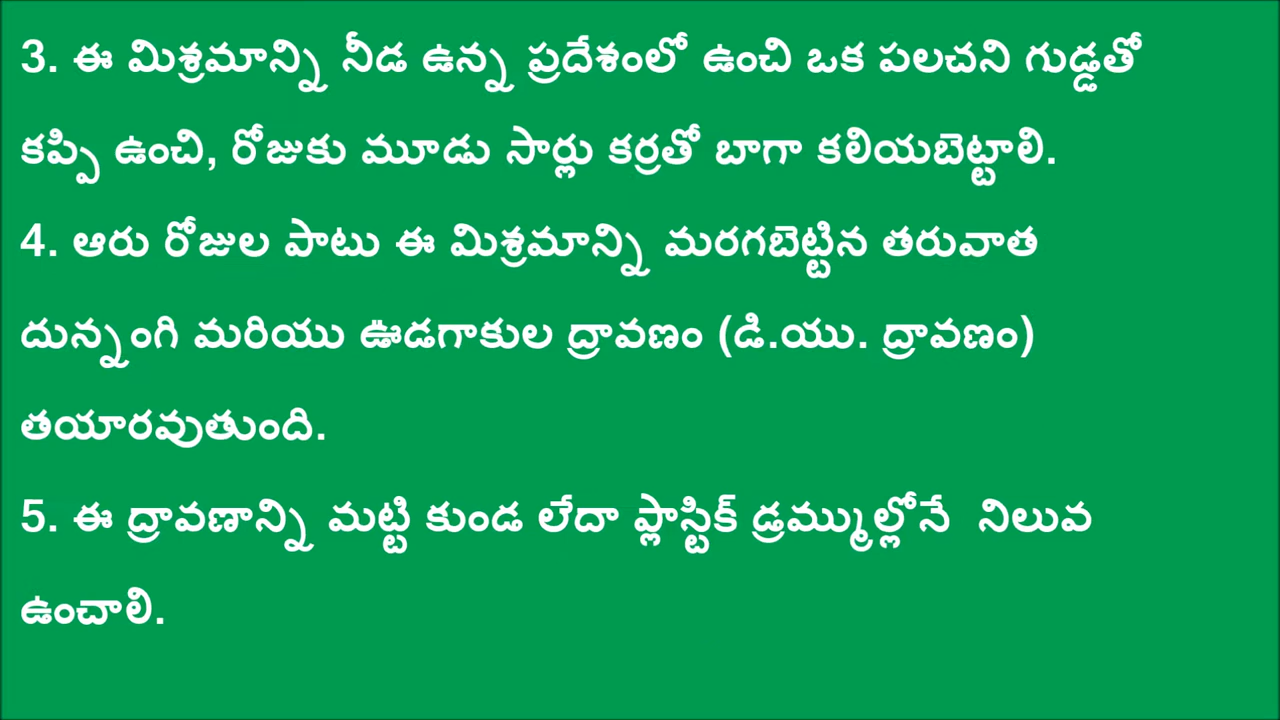 3. ఈ మిశ్రమాన్ని నీడ ఉన్న ప్రదేశంలో ఉంచి ఒక పలచని గుడ్డతో
కప్పి ఉంచి, రోజుకు మూడు సార్లు కర్రతో బాగా కలియబెట్టాలి.
4. ఆరు రోజుల పాటు ఈ మిశ్రమాన్ని మరగబెట్టిన తరువాత
దున్నంగి మరియు ఊడగాకుల ద్రావణం (డి.యు. ద్రావణం)
తయారవుతుంది.
5. ఈ ద్రావణాన్ని మట్టి కుండ లేదా ప్లాస్టిక్ డ్రమ్ముల్లోనే నిలువ
ఉంచాలి.